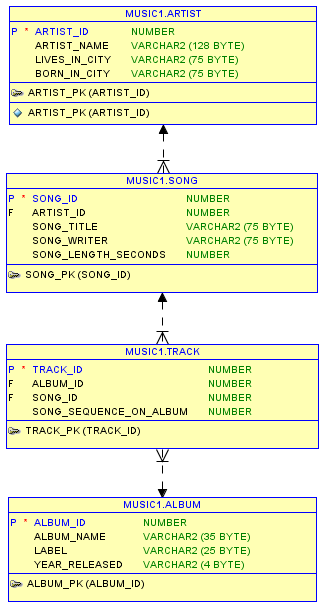 MUSIC1.ARTIST
P * ARTIST_ID NUMBER
ARTIST_NAME VARCHAR2 (128 BYTE)
LIVES_IN_CITY VARCHAR2 (75 BYTE)
BORN_IN_CITY VARCHAR2 (75 BYTE)
ARTIST_PK (ARTIST_ID)
ARTIST_PK (ARTIST_ID)
MUSIC1.SONG
P * SONG_ID NUMBER
F ARTIST_ID NUMBER
SONG_TITLE VARCHAR2 (75 BYTE)
SONG_WRITER VARCHAR2 (75 BYTE)
SONG_LENGTH_SECONDS NUMBER
SONG_PK (SONG_ID)
MUSIC1.TRACK
P * TRACK_ID NUMBER
F ALBUM_ID NUMBER
F SONG_ID NUMBER
SONG_SEQUENCE_ON_ALBUM NUMBER
TRACK_PK (TRACK_ID)
MUSIC1.ALBUM
P * ALBUM_ID NUMBER
ALBUM_NAME VARCHAR2 (35 BYTE)
LABEL VARCHAR2 (25 BYTE)
YEAR_RELEASED VARCHAR2 (4 BYTE)
ALBUM_PK (ALBUM_ID)